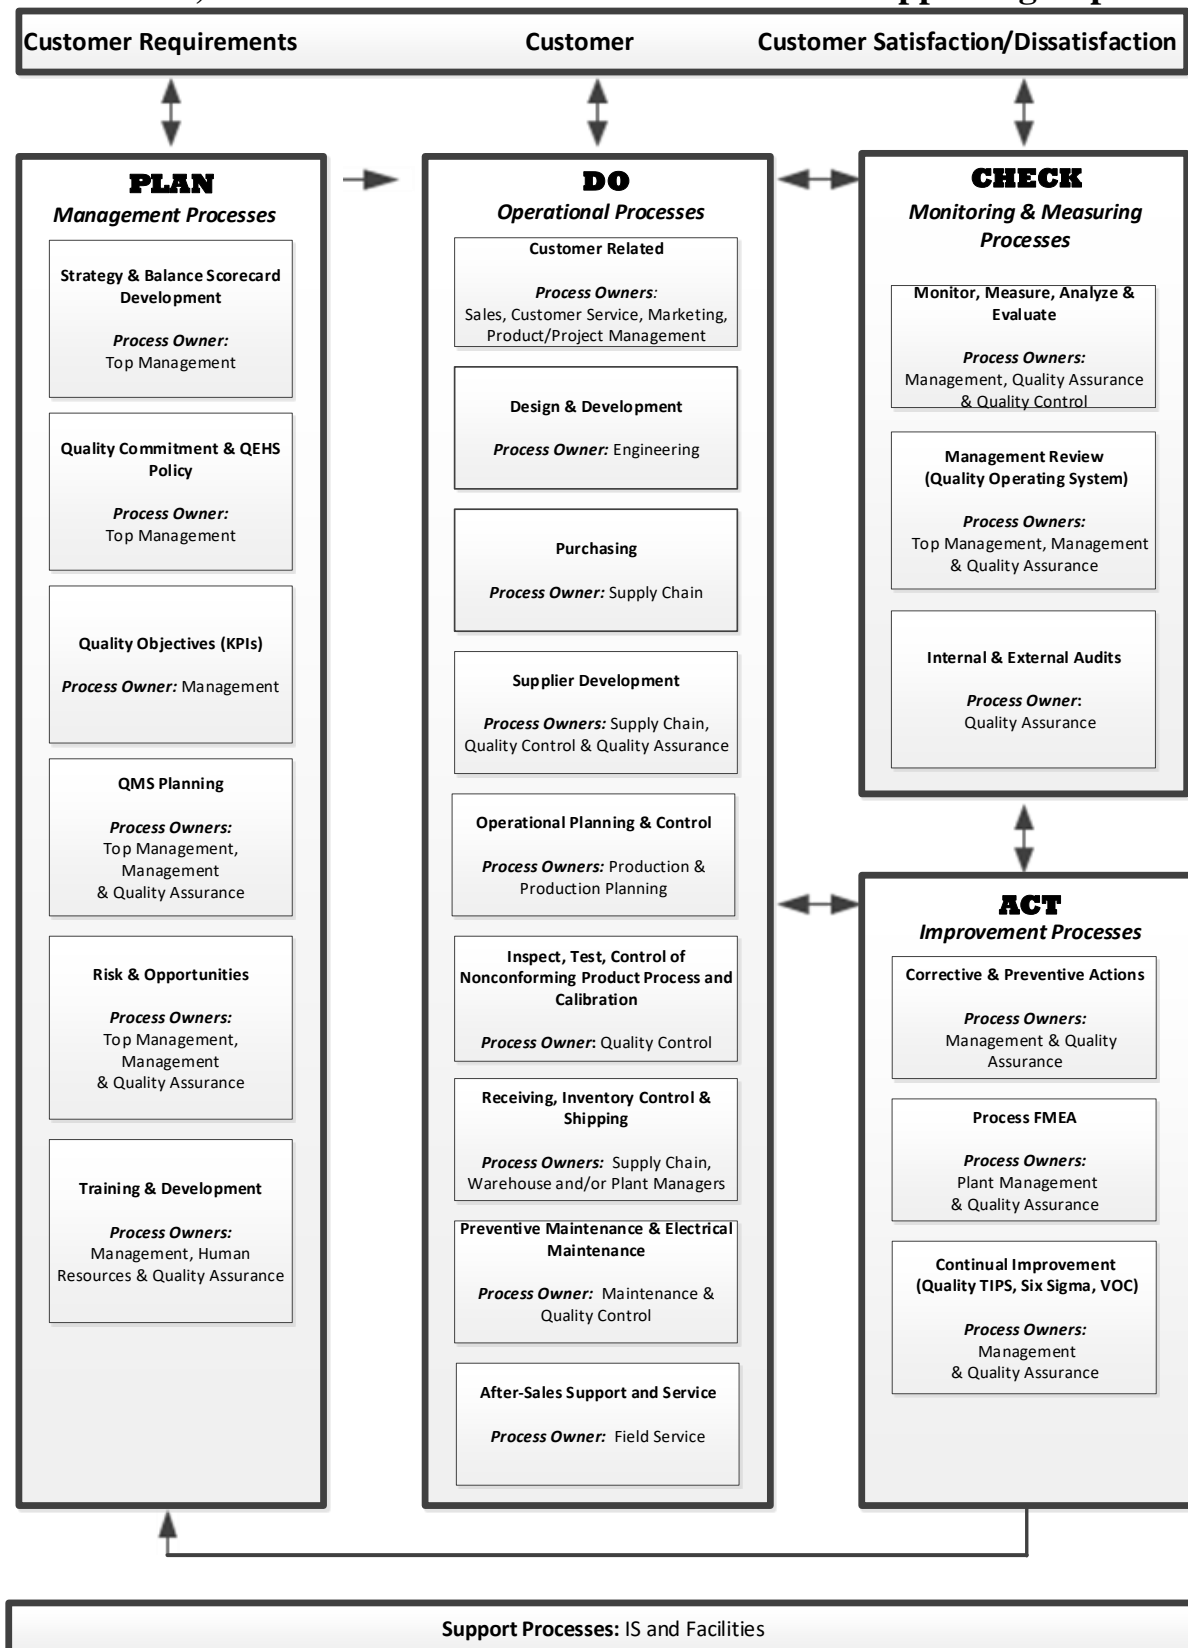 Customer Requirements
Customer
Customer Satisfaction/Dissatisfaction
PLAN
Management Processes
Strategy & Balance Scorecard
Development
Process Owner:
Top Management
Quality Commitment & QEHS
Policy
Process Owner:
Top Management
Quality Objectives (KPIs)
Process Owner: Management
QMS Planning
Process Owners:
Top Management,
Management
& Quality Assurance
Risk & Opportunities
Process Owners:
Top Management,
Management
& Quality Assurance
Training & Development
Process Owners:
Management, Human
Resources & Quality Assurance
DO
Operational Processes
Customer Related
Process Owners:
Sales, Customer Service, Marketing,
Product/Project Management
Design & Development
Process Owner: Engineering
Purchasing
Process Owner: Supply Chain
Supplier Development
Process Owners: Supply Chain,
Quality Control & Quality Assurance
Operational Planning & Control
Process Owners: Production &
Production Planning
Inspect, Test, Control of
Nonconforming Product Process and
Calibration
Process Owner: Quality Control
Receiving, Inventory Control &
Shipping
Process Owners: Supply Chain,
Warehouse and/or Plant Managers
Preventive Maintenance & Electrical
Maintenance
Process Owner: Maintenance &
Quality Control
After-Sales Support and Service
Process Owner: Field Service
CHECK
Monitoring & Measuring
Processes
Monitor, Measure, Analyze &
Evaluate
Process Owners:
Management, Quality Assurance
& Quality Control
Management Review
(Quality Operating System)
Process Owners:
Top Management, Management
& Quality Assurance
Internal & External Audits
Process Owner:
Quality Assurance
ACT
Improvement Processes
Corrective & Preventive Actions
Process Owners:
Management & Quality
Assurance
Process FMEA
Process Owners:
Plant Management
& Quality Assurance
Continual Improvement
(Quality TIPS, Six Sigma, VOC)
Process Owners:
Management
& Quality Assurance
Support Processes: IS and Facilities